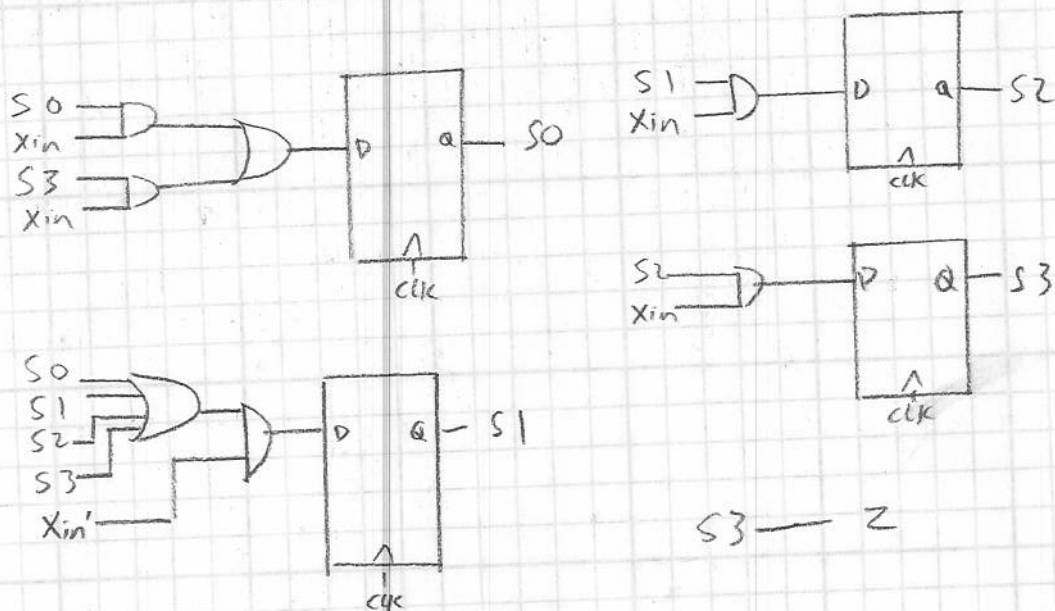 S0
Xin
S3
Xin
D Q S0
CLK
S1
Xin
D Q S2
CLK
S2
Xin
D Q S3
CLK
S0
S1
S2
S3
Xin'
D Q S1
CLK
S3 Z